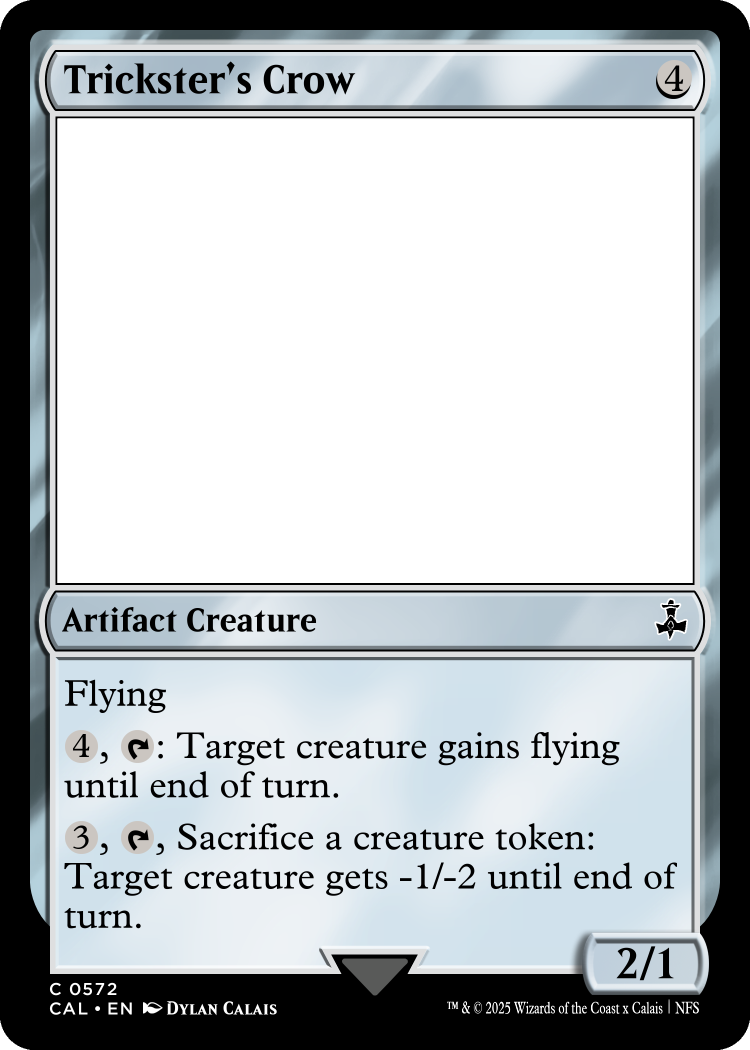 Trickster's Crow 4
Artifact Creature
Flying
4, : Target creature gains flying
until end of turn.
3, , Sacrifice a creature token:
Target creature gets -1/-2 until end of
turn.
2/1
C 0572
CAL • EN Dylan Calais
™ & © 2025 Wizards of the Coast x Calais | NFS